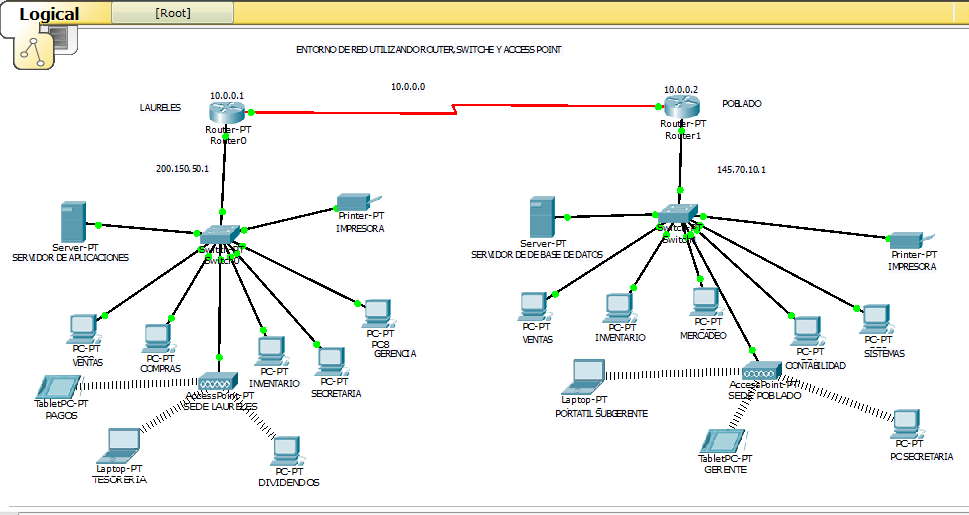 Logical
[Root]
ENTORNO DE RED UTILIZANDO ROUTER,SWITCHE Y ACCESS POINT
10.0.0.1
10.0.0.0
10.0.0.2
LAURELES
POBLADO
Router-PT
Router0
Router-PT
Router1
200.150.50.1
145.70.10.1
Server-PT
SERVIDOR DE APLICACIONES
Printer-PT
IMPRESORA
Server-PT
SERVIDOR DE DE BASE DE DATOS
Printer-PT
IMPRESORA
PC-PT
VENTAS
PC-PT
COMPRAS
PC-PT
INVENTARIO
PC-PT
SECRETARIA
PC-PT
PC8
GERENCIA
PC-PT
VENTAS
PC-PT
INVENTARIO
PC-PT
MERCADEO
PC-PT
CONTABILIDAD
PC-PT
SISTEMAS
TabletPC-PT
PAGOS
AccessPoint-PT
SEDE LAURELES
Laptop-PT
TESORERIA
PC-PT
DIVIDENDOS
Laptop-PT
PORTATIL SUBGERENTE
AccessPoint-PT
SEDE POBLADO
TabletPC-PT
GERENTE
PC-PT
PC SECRETARIA